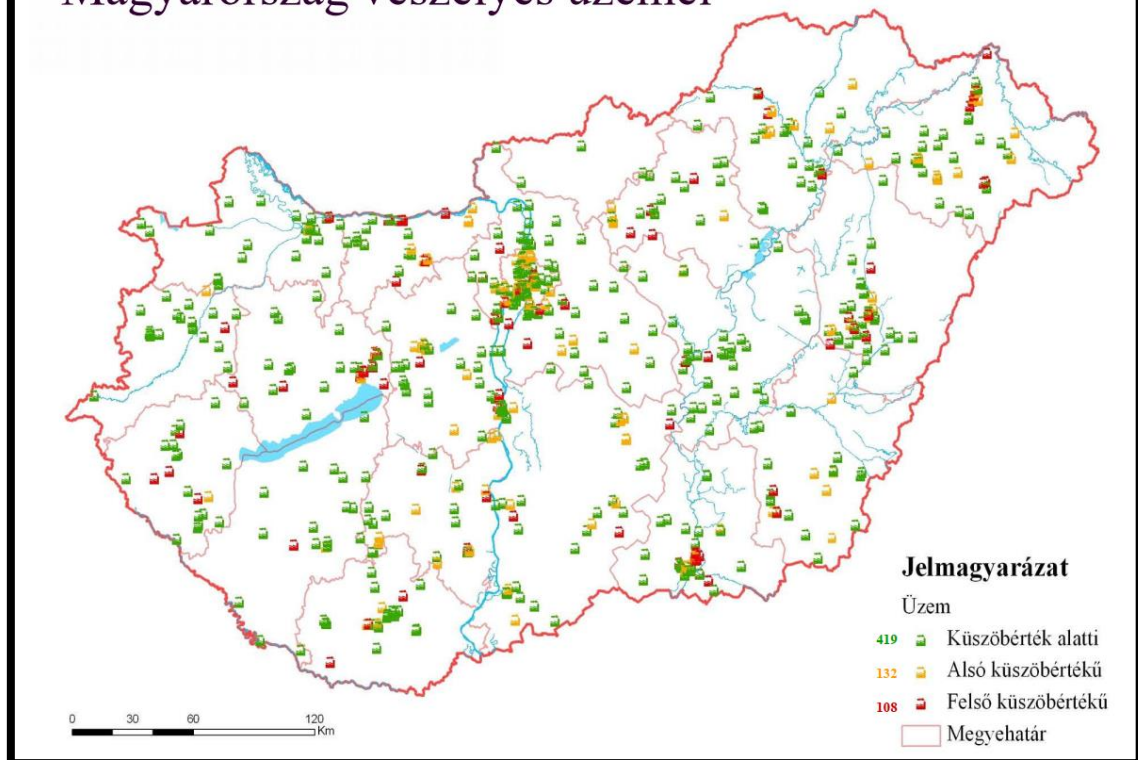 Magyarország veszélyes üzemei
Jelmagyarázat
Üzem
419 Küszöbérték alatti
132 Alsó küszöbértékű
108 Felső küszöbértékű
Megyehatár
0 30 60 120
Km